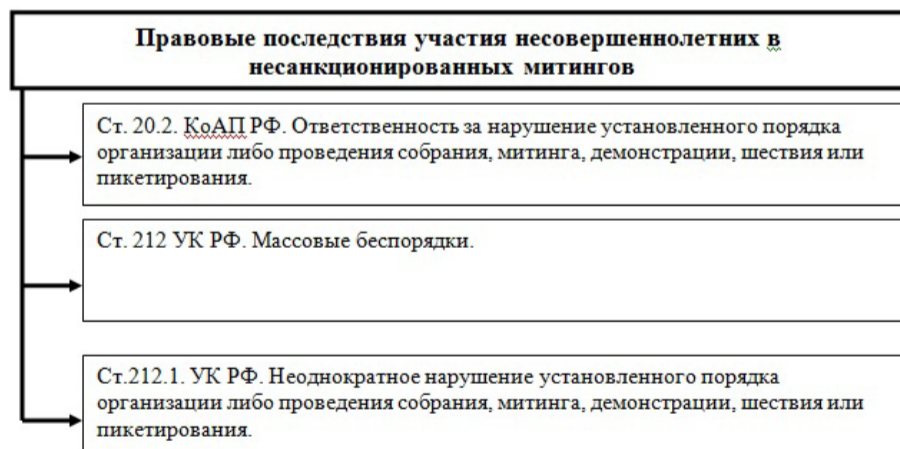 Правовые последствия участия несовершеннолетних в
несанкционированных митингов
Ст. 20.2. КоАП РФ. Ответственность за нарушение установленного порядка
организации либо проведения собрания, митинга, демонстрации, шествия или
пикетирования.
Ст. 212 УК РФ. Массовые беспорядки.
Ст.212.1. УК РФ. Неоднократное нарушение установленного порядка
организации либо проведения собрания, митинга, демонстрации, шествия или
пикетирования.